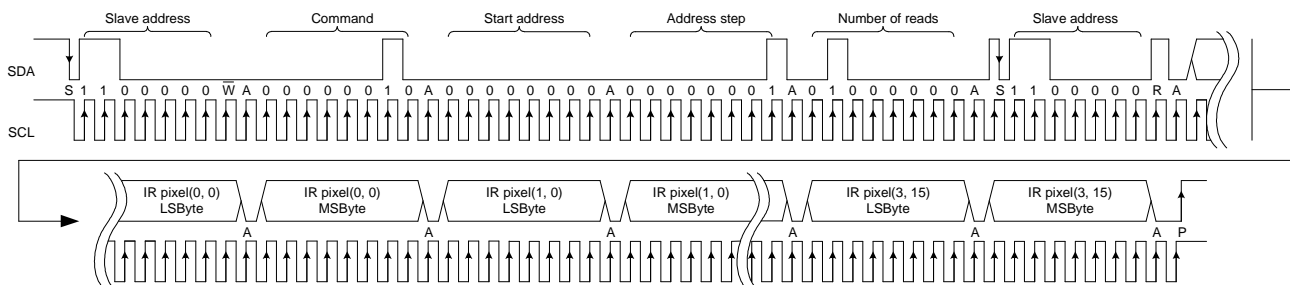 Slave address Command Start address Address step Number of reads Slave address
SDA
S 1 1 0 0 0 0 0 W̅ A 0 0 0 0 0 0 1 0 A 0 0 0 0 0 0 0 0 A 0 0 0 0 0 0 0 1 A 0 1 0 0 0 0 0 0 A S 1 1 0 0 0 0 0 R A
SCL
IR pixel(0, 0) IR pixel(0, 0) IR pixel(1, 0) IR pixel(1, 0) IR pixel(3, 15) IR pixel(3, 15)
LSByte MSByte LSByte MSByte LSByte MSByte
A A A A A A P